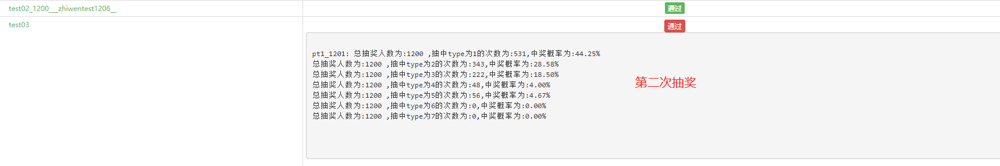 test02_1200___zhiwentest1206__
通过
test03
通过
pt1_1201: 总抽奖人数为:1200 ,抽中type为1的次数为:531,中奖概率为:44.25%
总抽奖人数为:1200 ,抽中type为2的次数为:343,中奖概率为:28.58%
总抽奖人数为:1200 ,抽中type为3的次数为:222,中奖概率为:18.50%
总抽奖人数为:1200 ,抽中type为4的次数为:48,中奖概率为:4.00%
总抽奖人数为:1200 ,抽中type为5的次数为:56,中奖概率为:4.67%
总抽奖人数为:1200 ,抽中type为6的次数为:0,中奖概率为:0.00%
总抽奖人数为:1200 ,抽中type为7的次数为:0,中奖概率为:0.00%
第二次抽奖